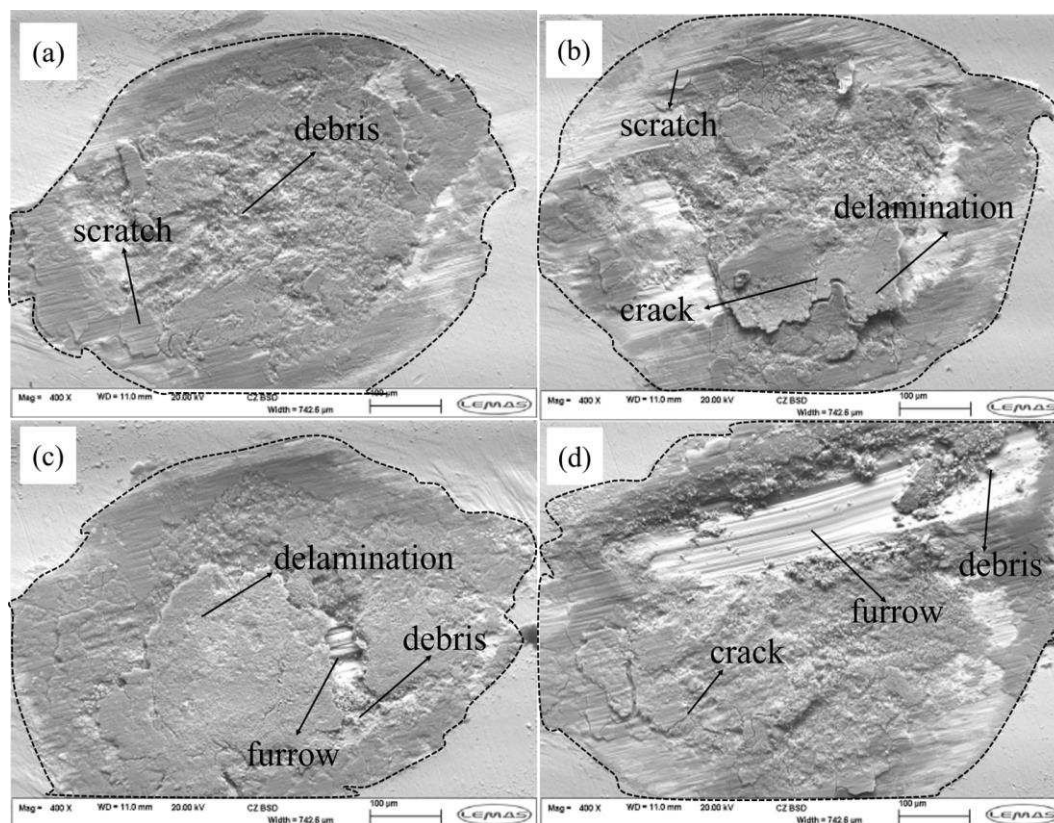 (a)
debris
scratch
Mag = 400 X WD = 11.0 mm 20.00 kV CZ BSD 100 µm
Width = 742.6 µm
LEMAS
(b)
scratch
delamination
crack
Mag = 400 X WD = 11.0 mm 20.00 kV CZ BSD 100 µm
Width = 742.6 µm
LEMAS
(c)
delamination
debris
furrow
Mag = 400 X WD = 11.0 mm 20.00 kV CZ BSD 100 µm
Width = 742.6 µm
LEMAS
(d)
debris
furrow
crack
Mag = 400 X WD = 11.0 mm 20.00 kV CZ BSD 100 µm
Width = 742.6 µm
LEMAS